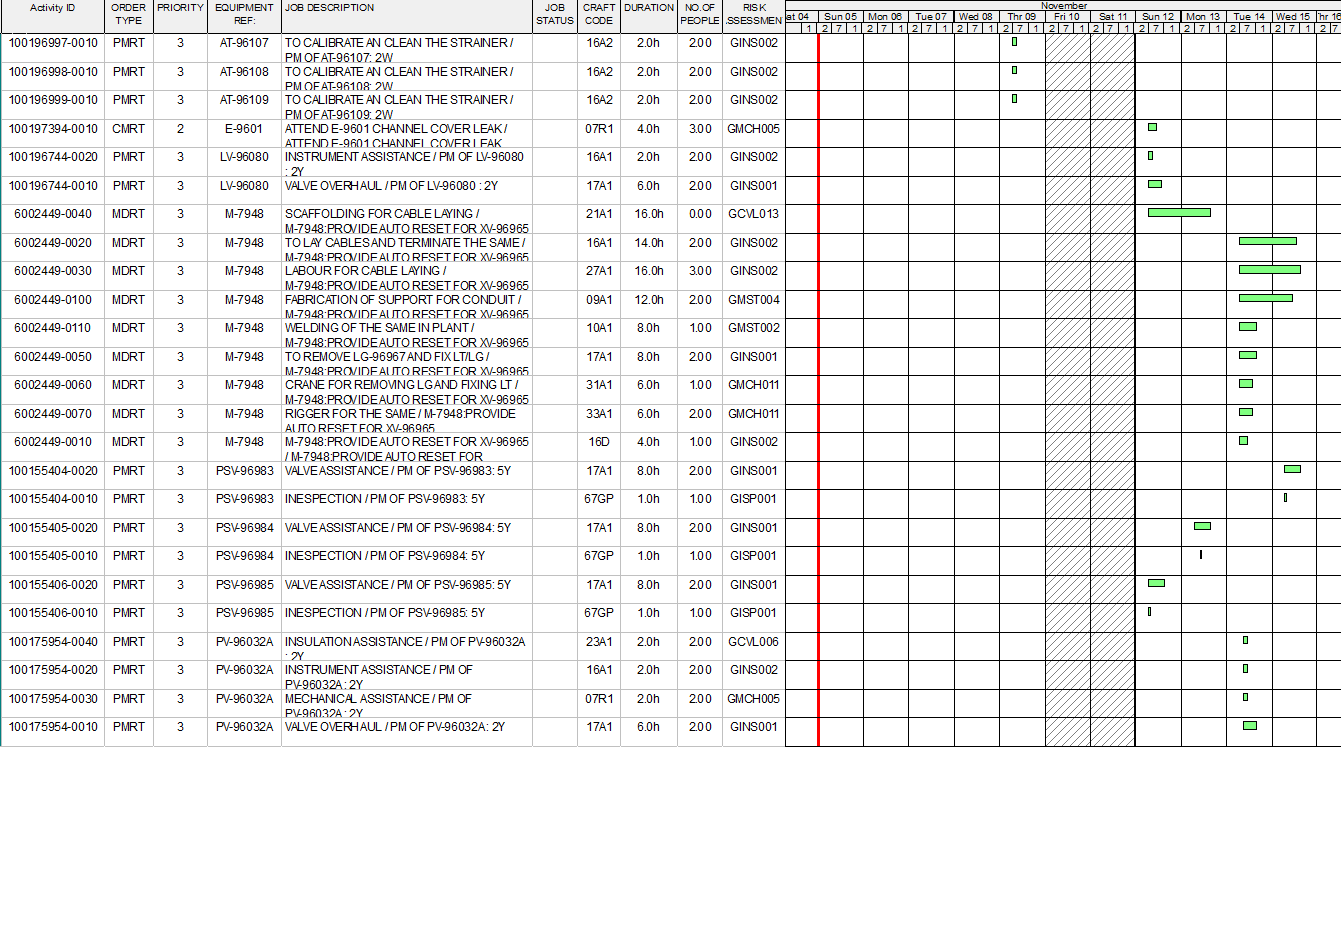 November
Activity ID ORDER TYPE PRIORITY EQUIPMENT REF: JOB DESCRIPTION JOB STATUS CRAFT CODE DURATION NO.OF PEOPLE RISK .SSESSMEN at 04 Sun 05 Mon 06 Tue 07 Wed 08 Thr 09 Fri 10 Sat 11 Sun 12 Mon 13 Tue 14 Wed 15 Thr 16
1 2 7 1 2 7 1 2 7 1 2 7 1 2 7 1 2 7 1 2 7 1 2 7 1 2 7 1 2 7 1 2 7 1 2 7
100196997-0010 PMRT 3 AT-96107 TO CALIBRATE AN CLEAN THE STRAINER / 16A2 2.0h 2.00 GINS002
PM OF AT-96107: 2W
100196998-0010 PMRT 3 AT-96108 TO CALIBRATE AN CLEAN THE STRAINER / 16A2 2.0h 2.00 GINS002
PM OF AT-96108: 2W
100196999-0010 PMRT 3 AT-96109 TO CALIBRATE AN CLEAN THE STRAINER / 16A2 2.0h 2.00 GINS002
PM OF AT-96109: 2W
100197394-0010 CMRT 2 E-9601 ATTEND E-9601 CHANNEL COVER LEAK / 07R1 4.0h 3.00 GMCH005
ATTEND E-9601 CHANNEL COVER LEAK
100196744-0020 PMRT 3 LV-96080 INSTRUMENT ASSISTANCE / PM OF LV-96080 16A1 2.0h 2.00 GINS002
: 2Y
100196744-0010 PMRT 3 LV-96080 VALVE OVERHAUL / PM OF LV-96080 : 2Y 17A1 6.0h 2.00 GINS001
6002449-0040 MDRT 3 M-7948 SCAFFOLDING FOR CABLE LAYING / 21A1 16.0h 0.00 GCVL013
M-7948:PROVIDE AUTO RESET FOR XV-96965
6002449-0020 MDRT 3 M-7948 TO LAY CABLES AND TERMINATE THE SAME / 16A1 14.0h 2.00 GINS002
M-7948:PROVIDE AUTO RESET FOR XV-96965
6002449-0030 MDRT 3 M-7948 LABOUR FOR CABLE LAYING / 27A1 16.0h 3.00 GINS002
M-7948:PROVIDE AUTO RESET FOR XV-96965
6002449-0100 MDRT 3 M-7948 FABRICATION OF SUPPORT FOR CONDUIT / 09A1 12.0h 2.00 GMST004
M-7948:PROVIDE AUTO RESET FOR XV-96965
6002449-0110 MDRT 3 M-7948 WELDING OF THE SAME IN PLANT / 10A1 8.0h 1.00 GMST002
M-7948:PROVIDE AUTO RESET FOR XV-96965
6002449-0050 MDRT 3 M-7948 TO REMOVE LG-96967 AND FIX LT/LG / 17A1 8.0h 2.00 GINS001
M-7948:PROVIDE AUTO RESET FOR XV-96965
6002449-0060 MDRT 3 M-7948 CRANE FOR REMOVING LG AND FIXING LT / 31A1 6.0h 1.00 GMCH011
M-7948:PROVIDE AUTO RESET FOR XV-96965
6002449-0070 MDRT 3 M-7948 RIGGER FOR THE SAME / M-7948:PROVIDE 33A1 6.0h 2.00 GMCH011
AUTO RESET FOR XV-96965
6002449-0010 MDRT 3 M-7948 M-7948:PROVIDE AUTO RESET FOR XV-96965 16D 4.0h 1.00 GINS002
/ M-7948:PROVIDE AUTO RESET FOR
100155404-0020 PMRT 3 PSV-96983 VALVE ASSISTANCE / PM OF PSV-96983: 5Y 17A1 8.0h 2.00 GINS001
100155404-0010 PMRT 3 PSV-96983 INESPECTION / PM OF PSV-96983: 5Y 67GP 1.0h 1.00 GISP001
100155405-0020 PMRT 3 PSV-96984 VALVE ASSISTANCE / PM OF PSV-96984: 5Y 17A1 8.0h 2.00 GINS001
100155405-0010 PMRT 3 PSV-96984 INESPECTION / PM OF PSV-96984: 5Y 67GP 1.0h 1.00 GISP001
100155406-0020 PMRT 3 PSV-96985 VALVE ASSISTANCE / PM OF PSV-96985: 5Y 17A1 8.0h 2.00 GINS001
100155406-0010 PMRT 3 PSV-96985 INESPECTION / PM OF PSV-96985: 5Y 67GP 1.0h 1.00 GISP001
100175954-0040 PMRT 3 PV-96032A INSULATION ASSISTANCE / PM OF PV-96032A 23A1 2.0h 2.00 GCVL006
: 2Y
100175954-0020 PMRT 3 PV-96032A INSTRUMENT ASSISTANCE / PM OF 16A1 2.0h 2.00 GINS002
PV-96032A : 2Y
100175954-0030 PMRT 3 PV-96032A MECHANICAL ASSISTANCE / PM OF 07R1 2.0h 2.00 GMCH005
PV-96032A : 2Y
100175954-0010 PMRT 3 PV-96032A VALVE OVERHAUL / PM OF PV-96032A: 2Y 17A1 6.0h 2.00 GINS001